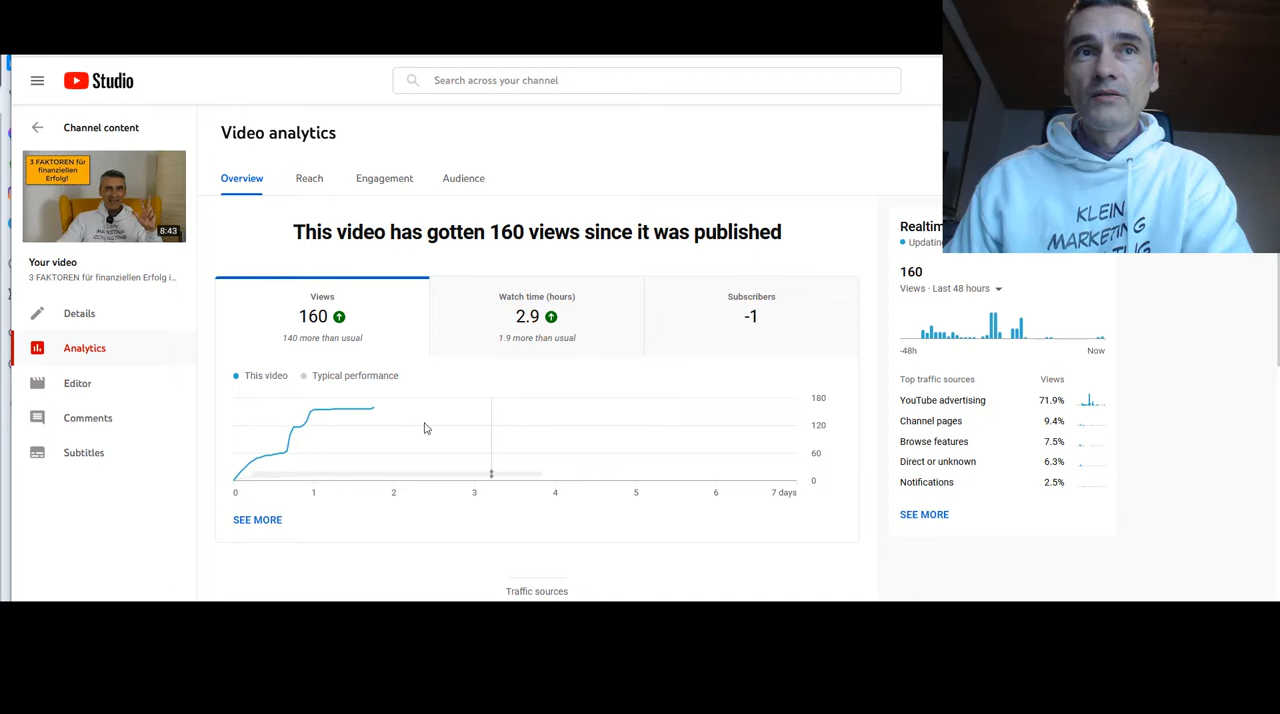 Studio
Search across your channel
Channel content
3 FAKTOREN für
finanziellen
Erfolg!
KLEIN
MARKETING
CONSULTING
8:43
Your video
3 FAKTOREN für finanziellen Erfolg i...
Details
Analytics
Editor
Comments
Subtitles
Video analytics
Overview
Reach
Engagement
Audience
This video has gotten 160 views since it was published
Views
160
140 more than usual
Watch time (hours)
2.9
1.9 more than usual
Subscribers
-1
This video
Typical performance
180
120
60
0
0 1 2 3 4 5 6 7 days
SEE MORE
Traffic sources
KLEIN
MARKETING
Realtim
Updating
160
Views · Last 48 hours
-48h Now
Top traffic sources Views
YouTube advertising 71.9%
Channel pages 9.4%
Browse features 7.5%
Direct or unknown 6.3%
Notifications 2.5%
SEE MORE